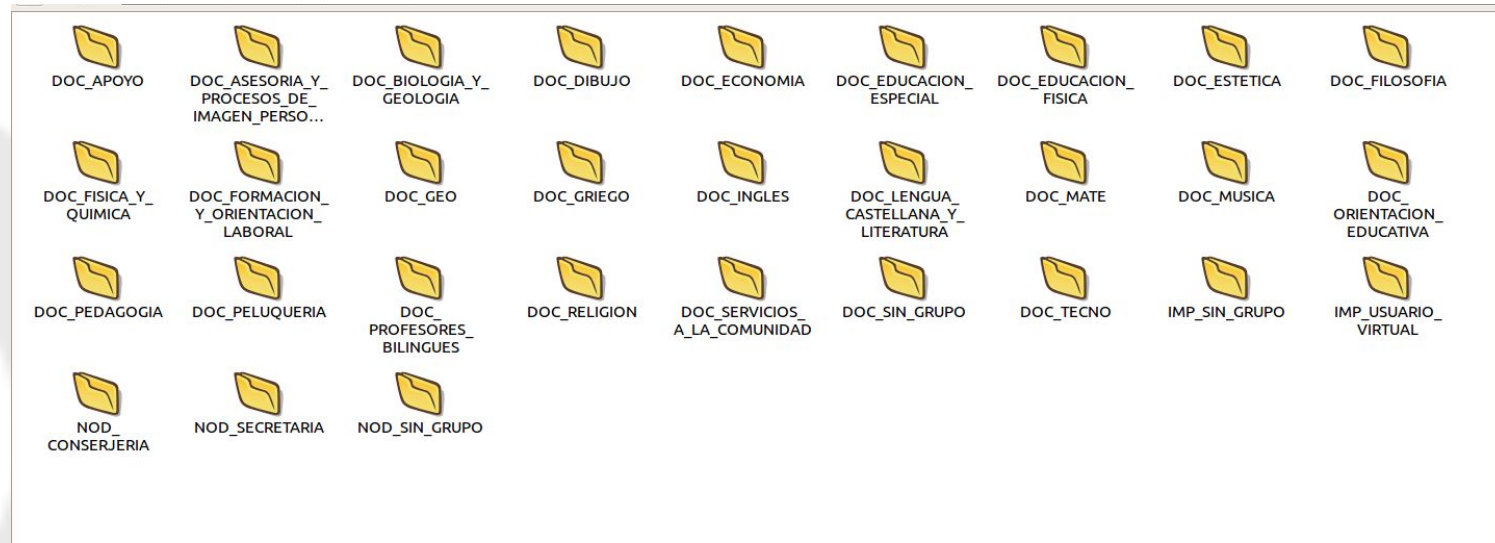 DOC_APOYO
DOC_ASESORIA_Y_
PROCESOS_DE_
IMAGEN_PERSO...
DOC_BIOLOGIA_Y_
GEOLOGIA
DOC_DIBUJO
DOC_ECONOMIA
DOC_EDUCACION_
ESPECIAL
DOC_EDUCACION_
FISICA
DOC_ESTETICA
DOC_FILOSOFIA
DOC_FISICA_Y_
QUIMICA
DOC_FORMACION_
Y_ORIENTACION_
LABORAL
DOC_GEO
DOC_GRIEGO
DOC_INGLES
DOC_LENGUA_
CASTELLANA_Y_
LITERATURA
DOC_MATE
DOC_MUSICA
DOC_
ORIENTACION_
EDUCATIVA
DOC_PEDAGOGIA
DOC_PELUQUERIA
DOC_
PROFESORES_
BILINGUES
DOC_RELIGION
DOC_SERVICIOS_
A_LA_COMUNIDAD
DOC_SIN_GRUPO
DOC_TECNO
IMP_SIN_GRUPO
IMP_USUARIO_
VIRTUAL
NOD_
CONSERJERIA
NOD_SECRETARIA
NOD_SIN_GRUPO